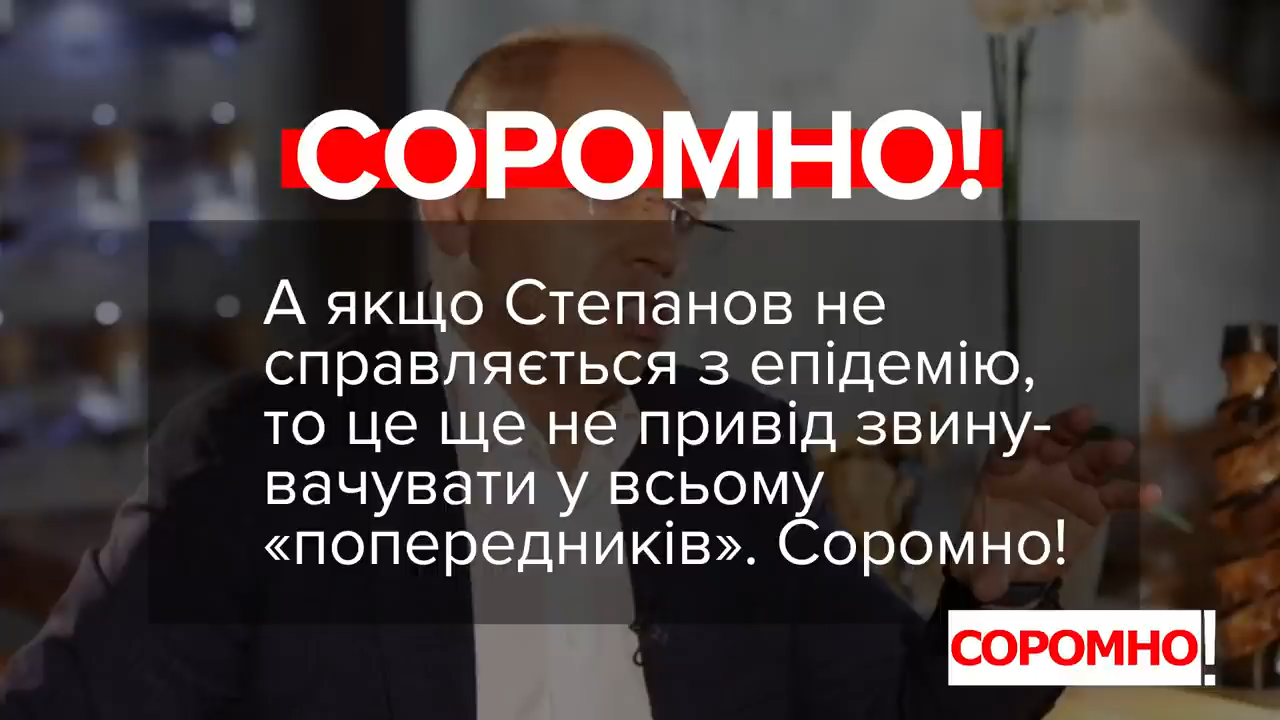 СОРОМНО!
А якщо Степанов не
справляється з епідемію,
то це ще не привід звину-
вачувати у всьому
«попередників». Соромно!
СОРОМНО!